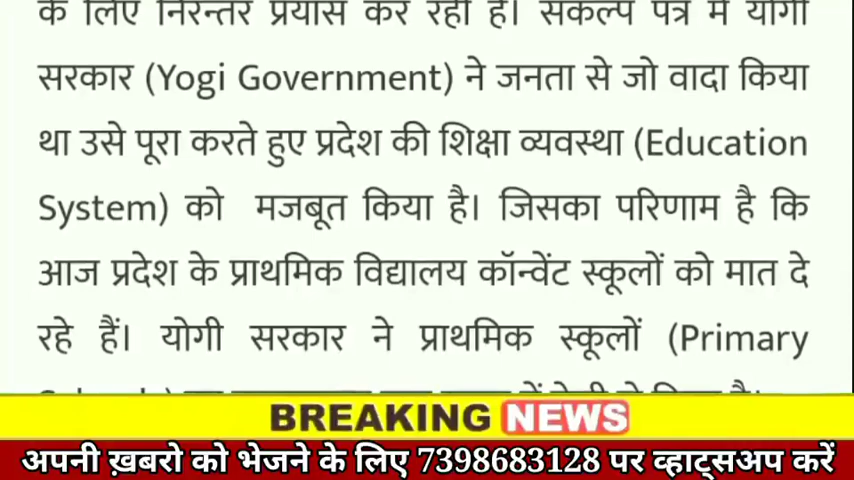 के लिए निरन्तर प्रयास कर रही है। संकल्प पत्र में योगी
सरकार (Yogi Government) ने जनता से जो वादा किया
था उसे पूरा करते हुए प्रदेश की शिक्षा व्यवस्था (Education
System) को मजबूत किया है। जिसका परिणाम है कि
आज प्रदेश के प्राथमिक विद्यालय कॉन्वेंट स्कूलों को मात दे
रहे हैं। योगी सरकार ने प्राथमिक स्कूलों (Primary
BREAKING NEWS
अपनी ख़बरो को भेजने के लिए 7398683128 पर व्हाट्सअप करें